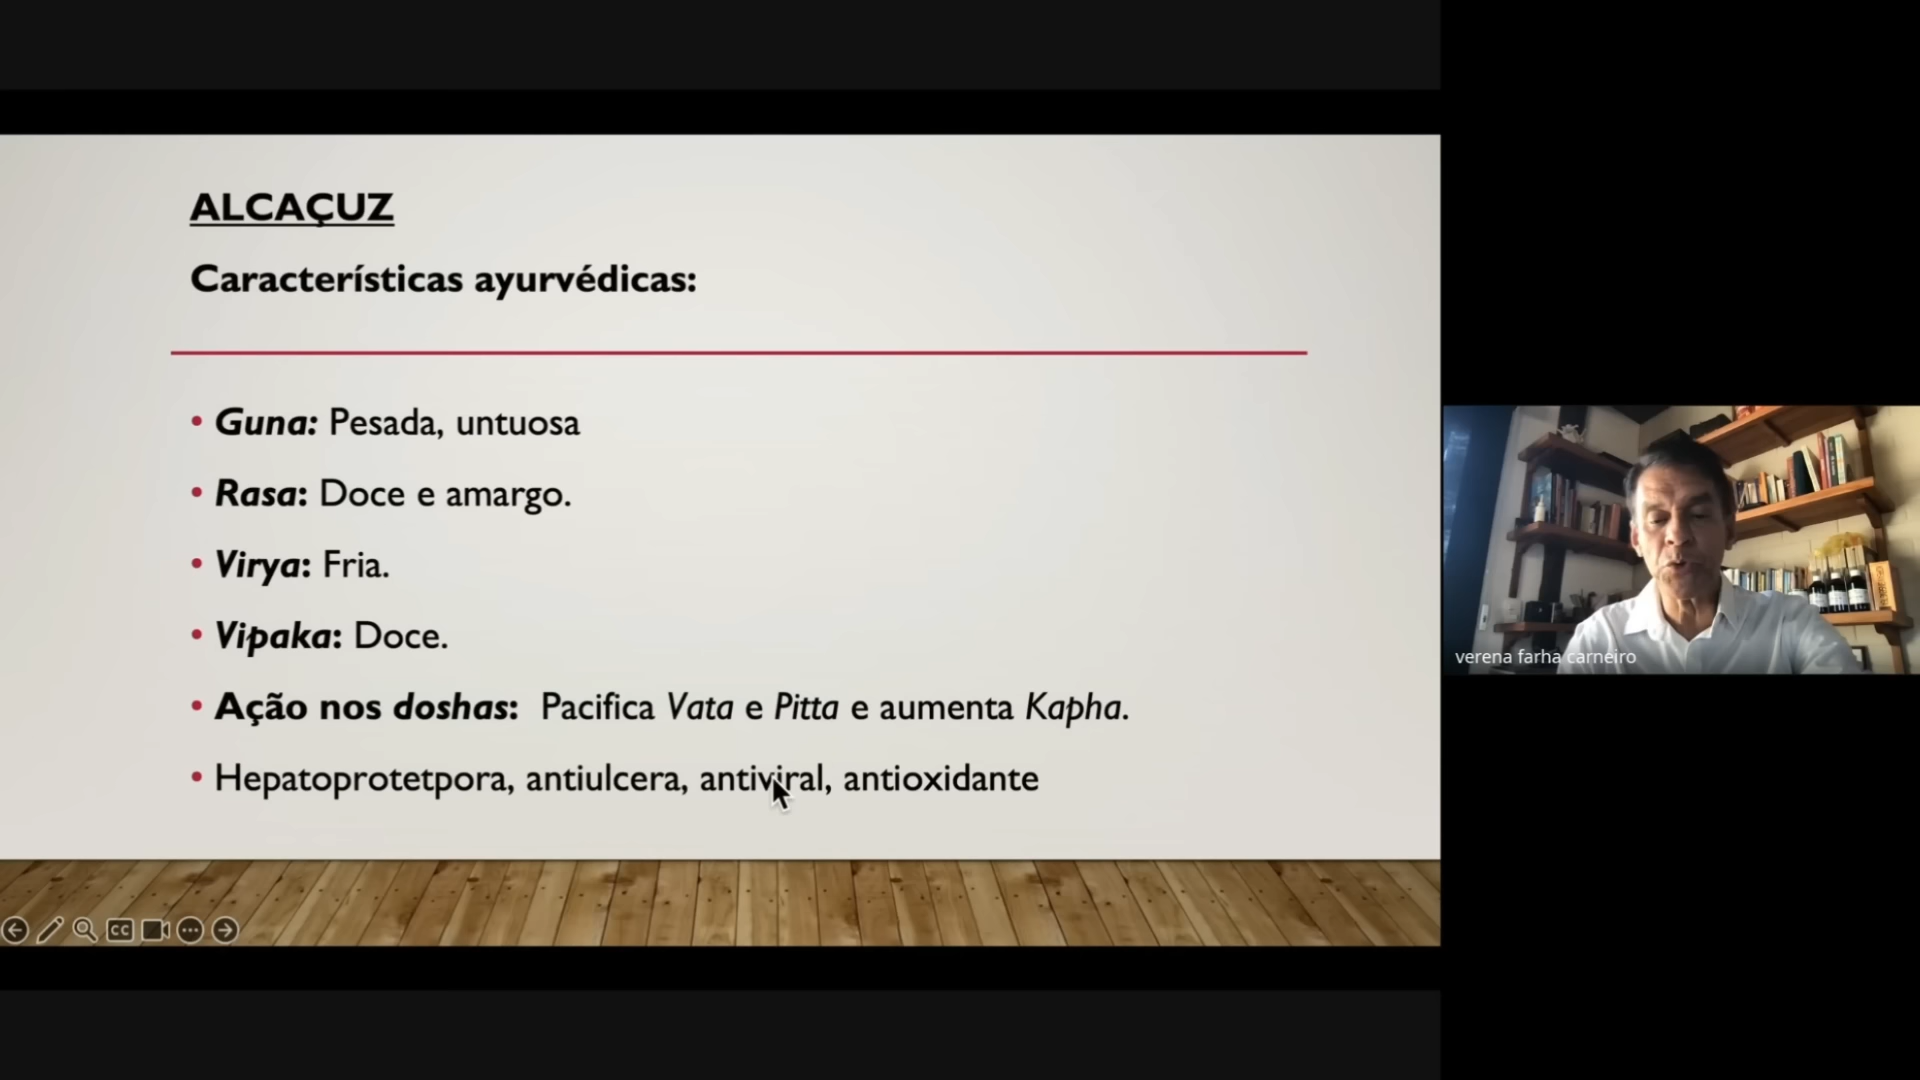 ALCAÇUZ
Características ayurvédicas:
• Guna: Pesada, untuosa
• Rasa: Doce e amargo.
• Virya: Fria.
• Vipaka: Doce.
• Ação nos doshas: Pacifica Vata e Pitta e aumenta Kapha.
• Hepatoprotetpora, antiulcera, antiviral, antioxidante
CC
verena farha carneiro